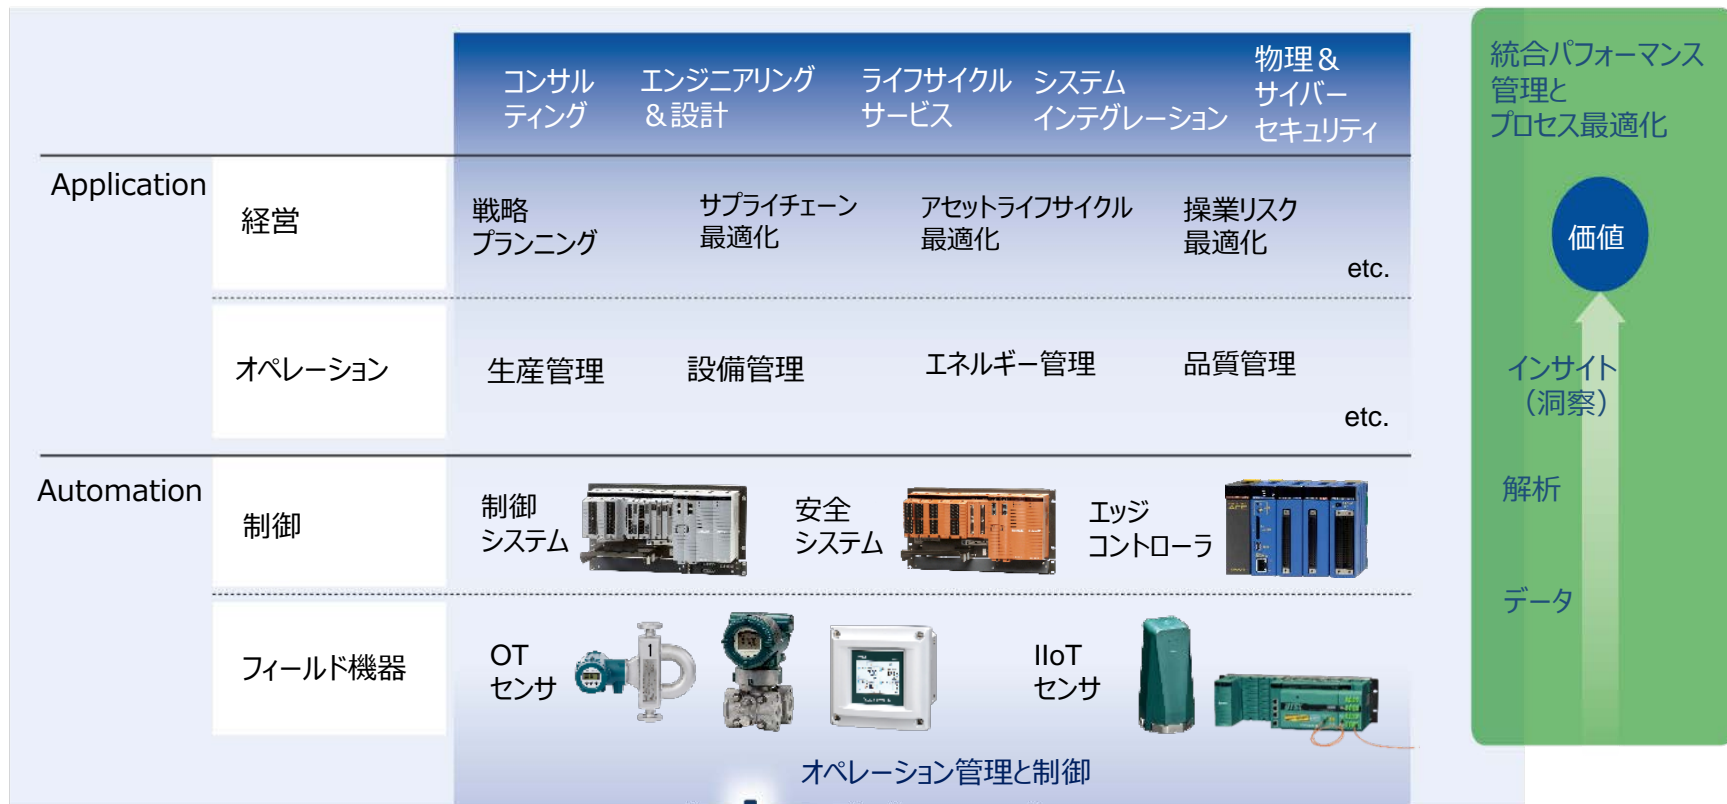 コンサル
ティング
エンジニアリング
＆設計
ライフサイクル
サービス
システム
インテグレーション
物理＆
サイバー
セキュリティ
Application
経営
戦略
プランニング
サプライチェーン
最適化
アセットライフサイクル
最適化
操業リスク
最適化
etc.
オペレーション
生産管理
設備管理
エネルギー管理
品質管理
etc.
Automation
制御
制御
システム
安全
システム
エッジ
コントローラ
フィールド機器
OT
センサ
1
IIoT
センサ
オペレーション管理と制御
統合パフォーマンス
管理と
プロセス最適化
価値
インサイト
（洞察）
解析
データ